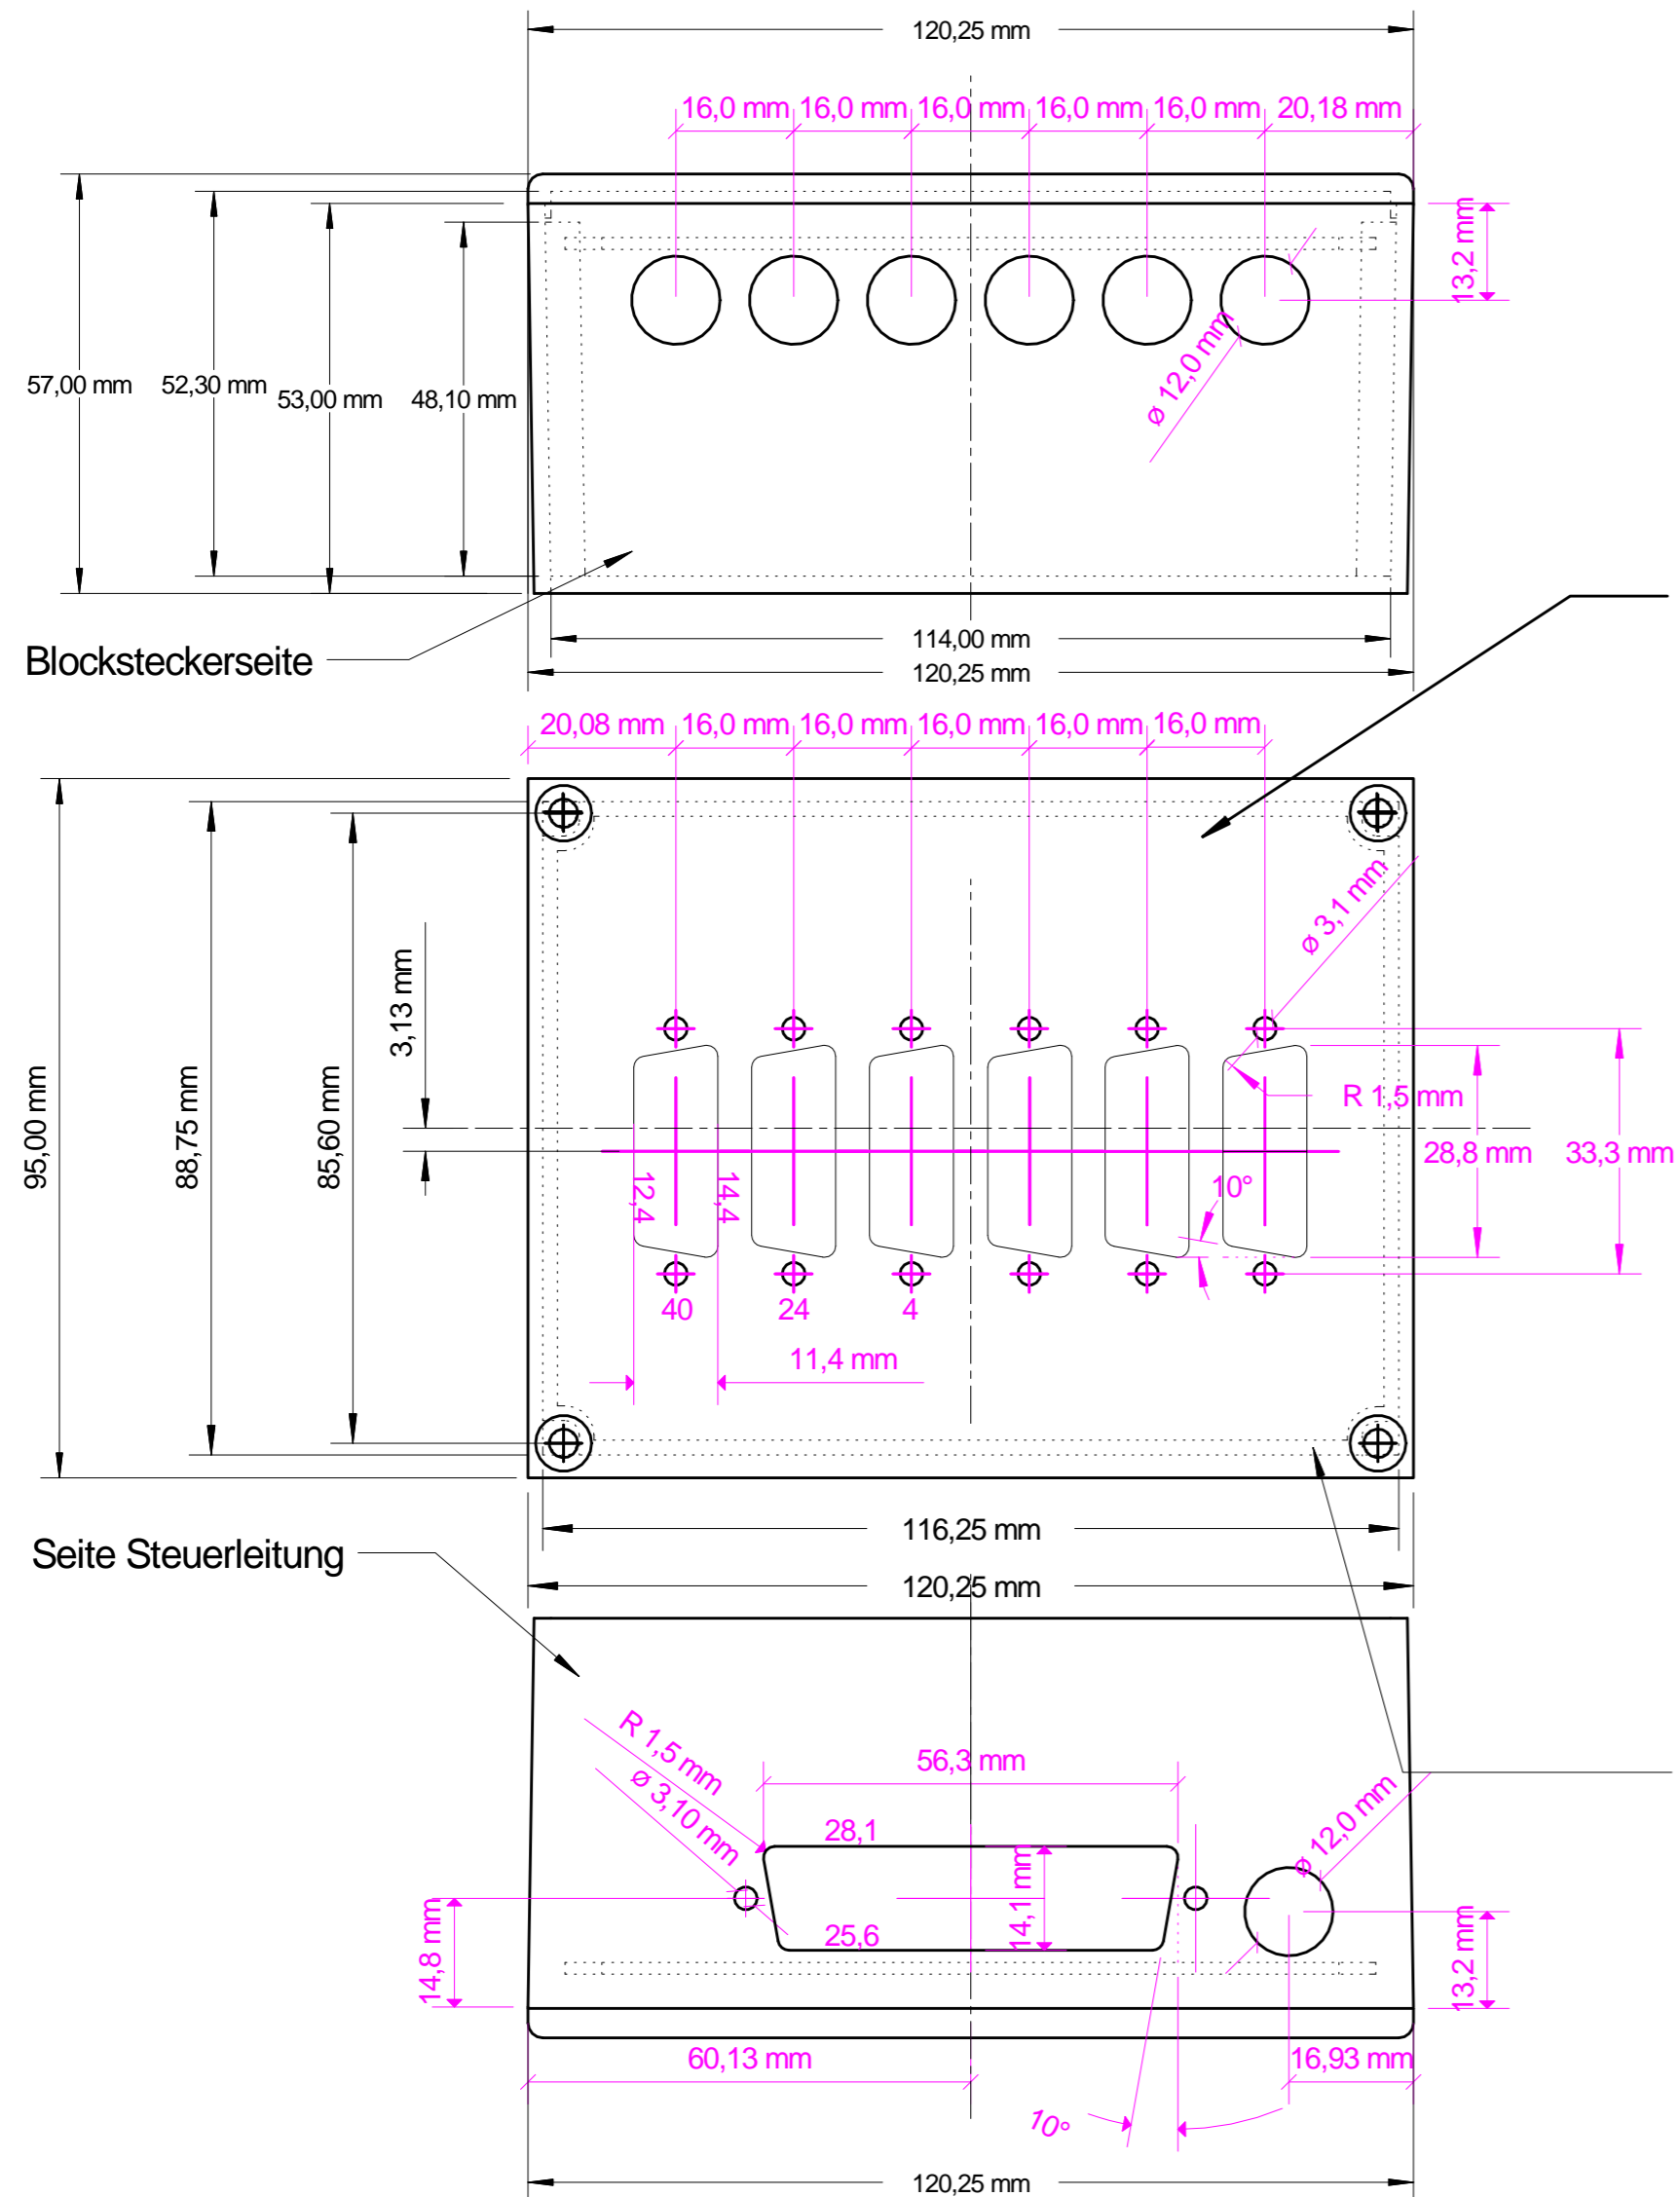 120,25 mm
16,0 mm 16,0 mm 16,0 mm 16,0 mm 16,0 mm 20,18 mm
13,2 mm
57,00 mm 52,30 mm 53,00 mm 48,10 mm
ø 12,0 mm
114,00 mm
Blocksteckerseite
120,25 mm
20,08 mm 16,0 mm 16,0 mm 16,0 mm 16,0 mm 16,0 mm
ø 3,1 mm
3,13 mm
95,00 mm
88,75 mm
85,60 mm
R 1,5 mm
28,8 mm 33,3 mm
12,4 14,4
10°
40 24 4
11,4 mm
116,25 mm
Seite Steuerleitung
120,25 mm
R 1,5 mm
ø 3,10 mm
56,3 mm
ø 12,0 mm
28,1
14,1 mm
25,6
14,8 mm
13,2 mm
60,13 mm 16,93 mm
10°
120,25 mm